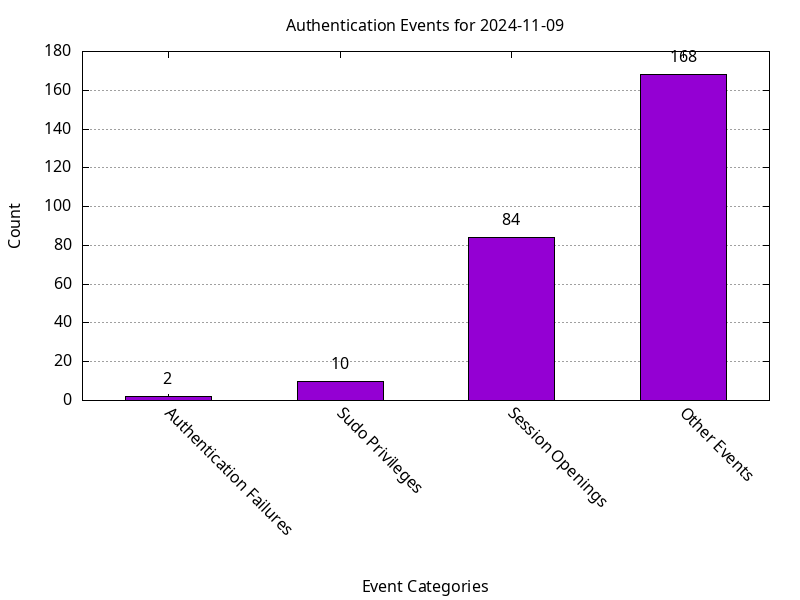 Authentication Events for 2024-11-09
180
160
140
120
100
80
60
40
20
0
Count
2
10
84
168
Authentication Failures
Sudo Privileges
Session Openings
Other Events
Event Categories